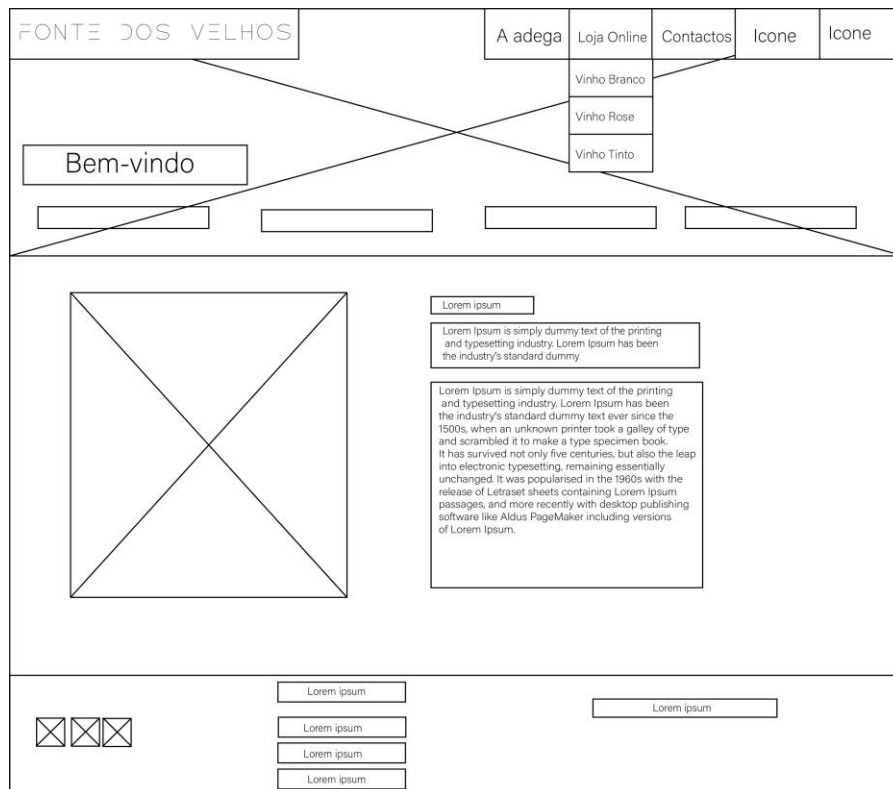 FONTE DOS VELHOS
A adega
Loja Online
Contactos
Icone
Icone
Vinho Branco
Vinho Rose
Vinho Tinto
Bem-vindo
Lorem ipsum
Lorem Ipsum is simply dummy text of the printing
and typesetting industry. Lorem Ipsum has been
the industry's standard dummy
Lorem Ipsum is simply dummy text of the printing
and typesetting industry. Lorem Ipsum has been
the industry's standard dummy text ever since the
1500s, when an unknown printer took a galley of type
and scrambled it to make a type specimen book.
It has survived not only five centuries, but also the leap
into electronic typesetting, remaining essentially
unchanged. It was popularised in the 1960s with the
release of Letraset sheets containing Lorem Ipsum
passages, and more recently with desktop publishing
software like Aldus PageMaker including versions
of Lorem Ipsum.
Lorem ipsum
Lorem ipsum
Lorem ipsum
Lorem ipsum
Lorem ipsum